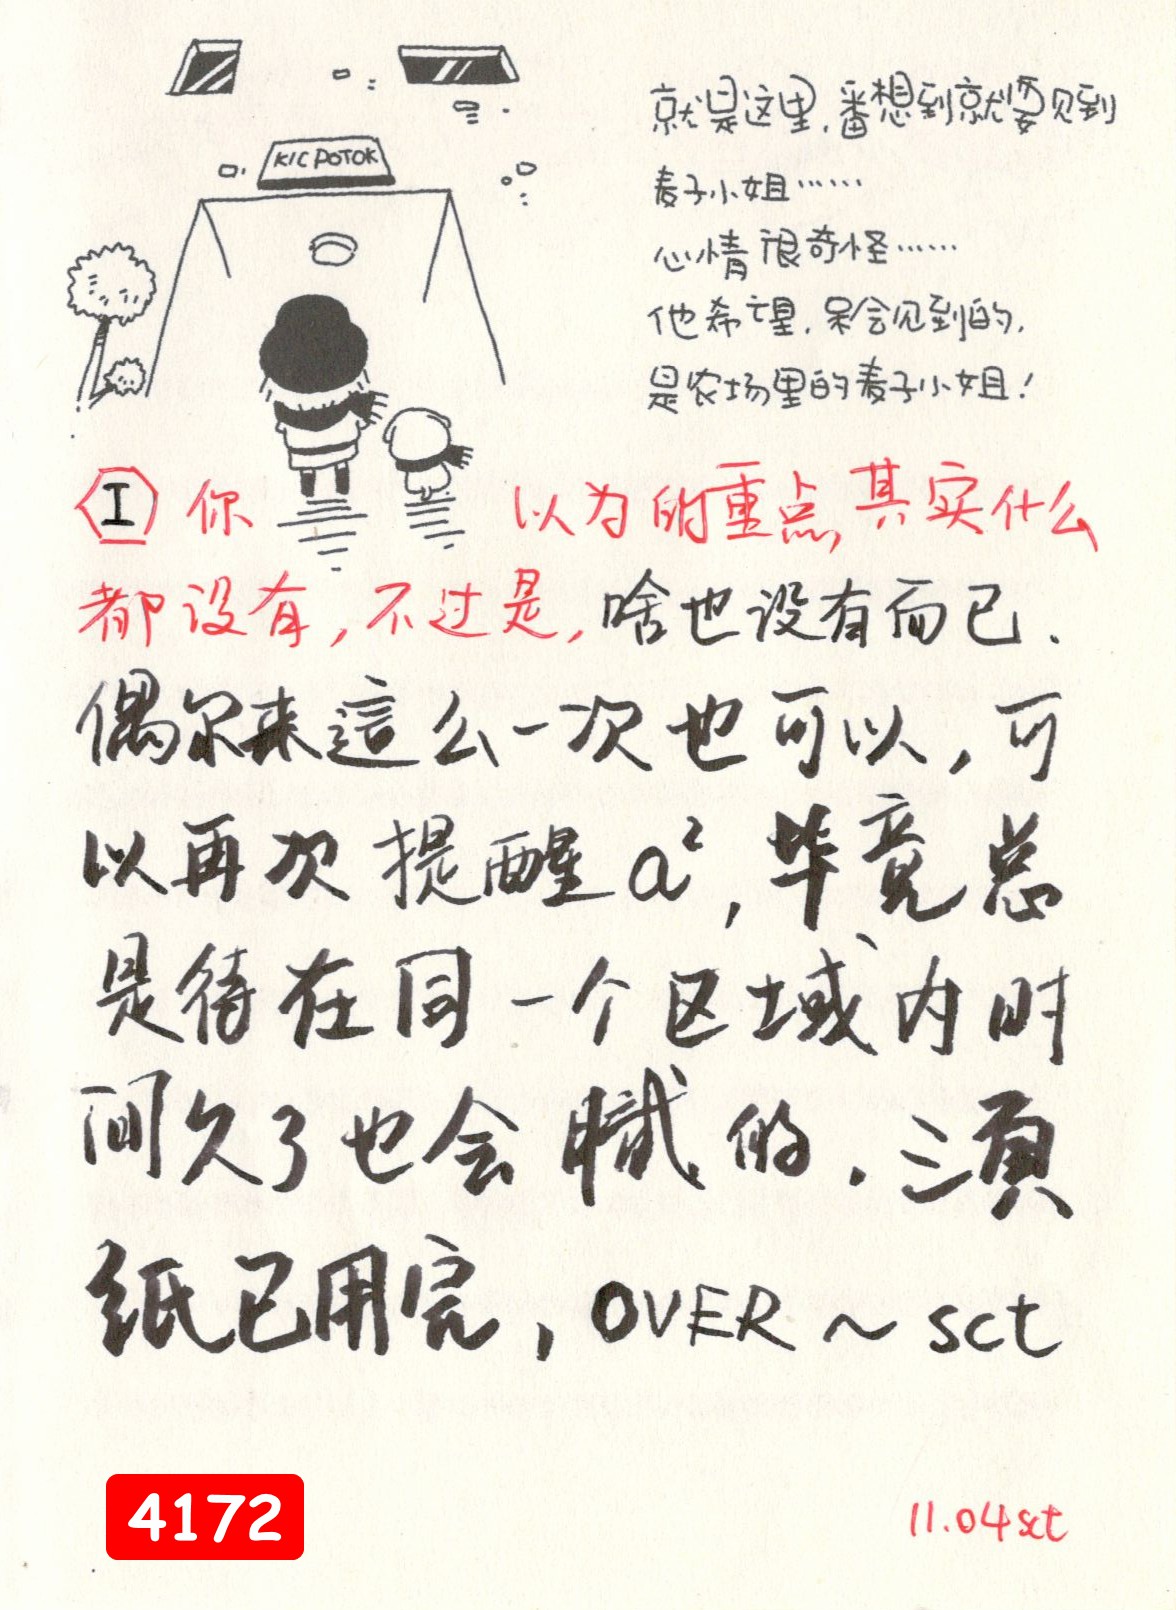 KIC POTOK
就是这里.番想到就要见到
麦子小姐……
心情很奇怪……
他希望.呆会见到的.
是农场里的麦子小姐!
I 你以为的重点,其实什么
都没有,不过是,啥也没有而已.
偶尔来這么一次也可以,可
以再次提醒a²,毕竟总
是待在同一个区域内时
间久了也会腻的.三页
纸已用完,OVER~sct
4172
11.04sct